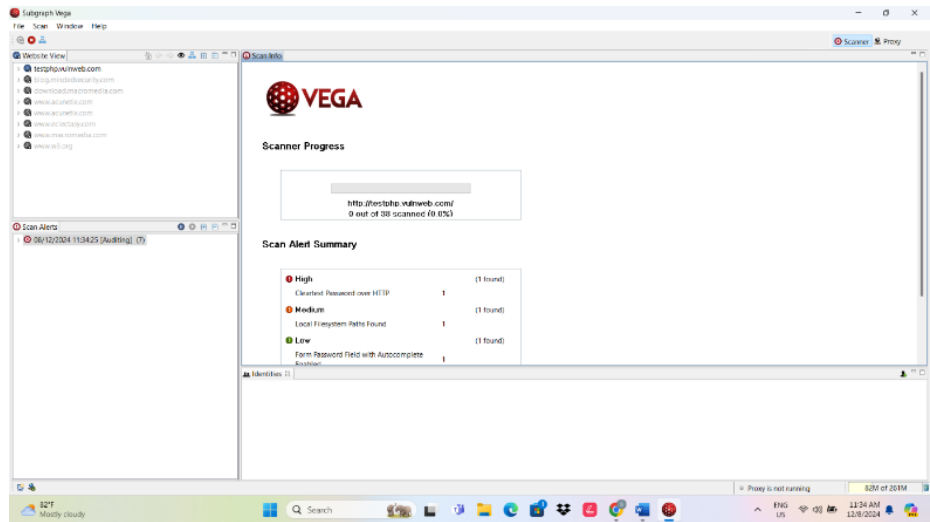 Subgraph Vega
File Scan Window Help
Scanner Proxy
Website View
testphp.vulnweb.com
blog.mindedsecurity.com
download.macromedia.com
www.acunetix.com
www.acunetix.com
www.eclectasy.com
www.macromedia.com
www.w3.org
Scan Alerts
08/12/2024 11:34:25 [Auditing] (7)
Scan Info
VEGA
Scanner Progress
http://testphp.vulnweb.com/
0 out of 38 scanned (0.0%)
Scan Alert Summary
High (1 found)
Cleartext Password over HTTP 1
Medium (1 found)
Local Filesystem Paths Found 1
Low (1 found)
Form Password Field with Autocomplete 1
Enabled
Identities
Proxy is not running
82M of 201M
82°F
Mostly cloudy
Search
ENG
US
11:34 AM
12/8/2024